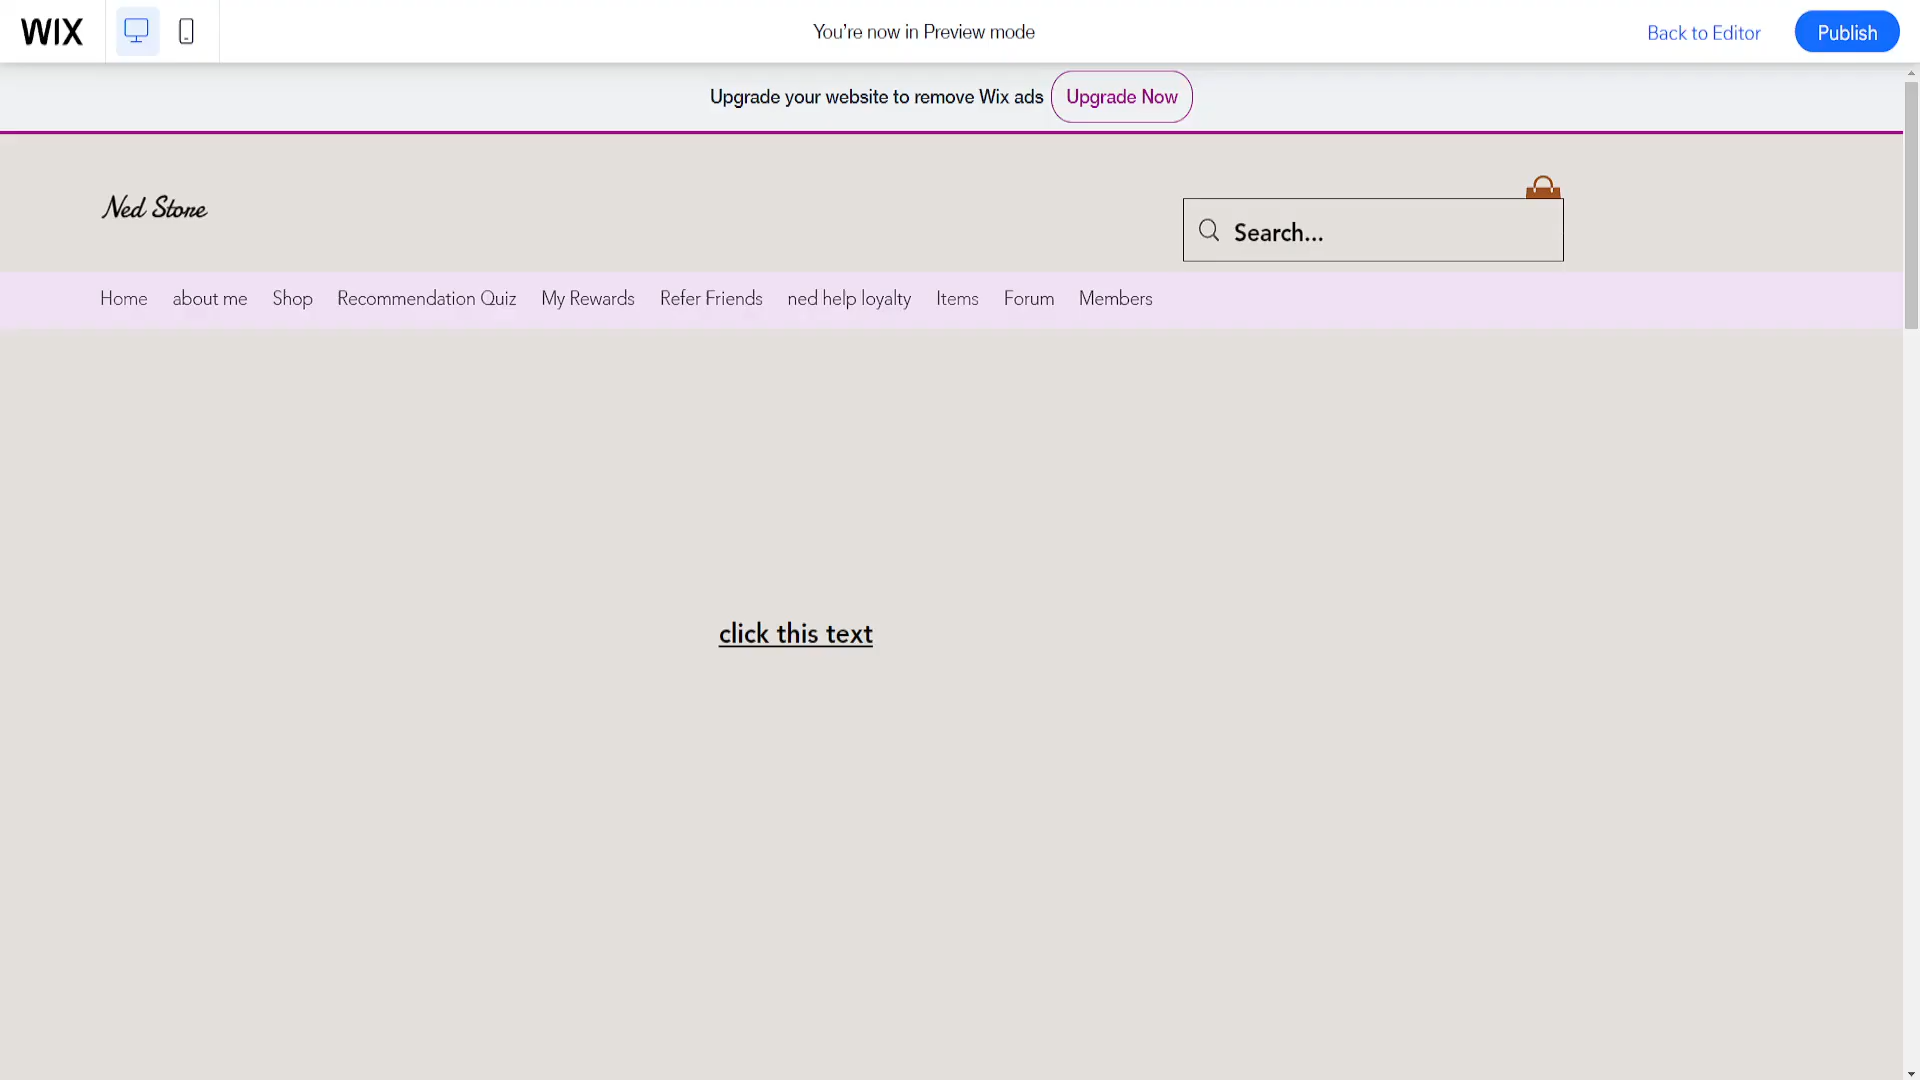 WIX
You're now in Preview mode
Back to Editor
Publish
Upgrade your website to remove Wix ads
Upgrade Now
Ned Store
Search...
Home about me Shop Recommendation Quiz My Rewards Refer Friends ned help loyalty Items Forum Members
click this text